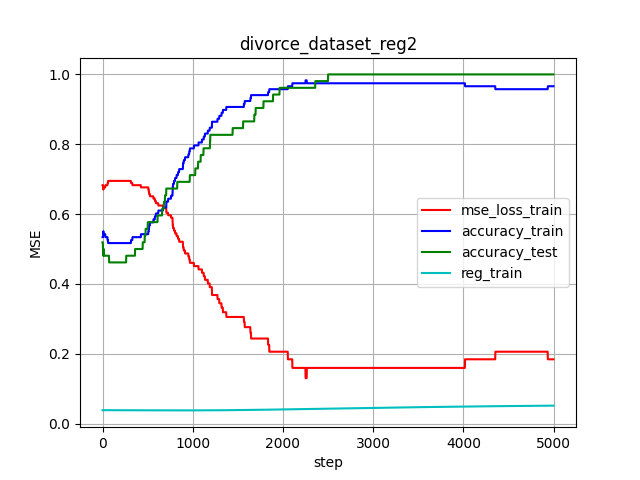 divorce_dataset_reg2
1.0
0.8
0.6
0.4
0.2
0.0
MSE
mse_loss_train
accuracy_train
accuracy_test
reg_train
0 1000 2000 3000 4000 5000
step